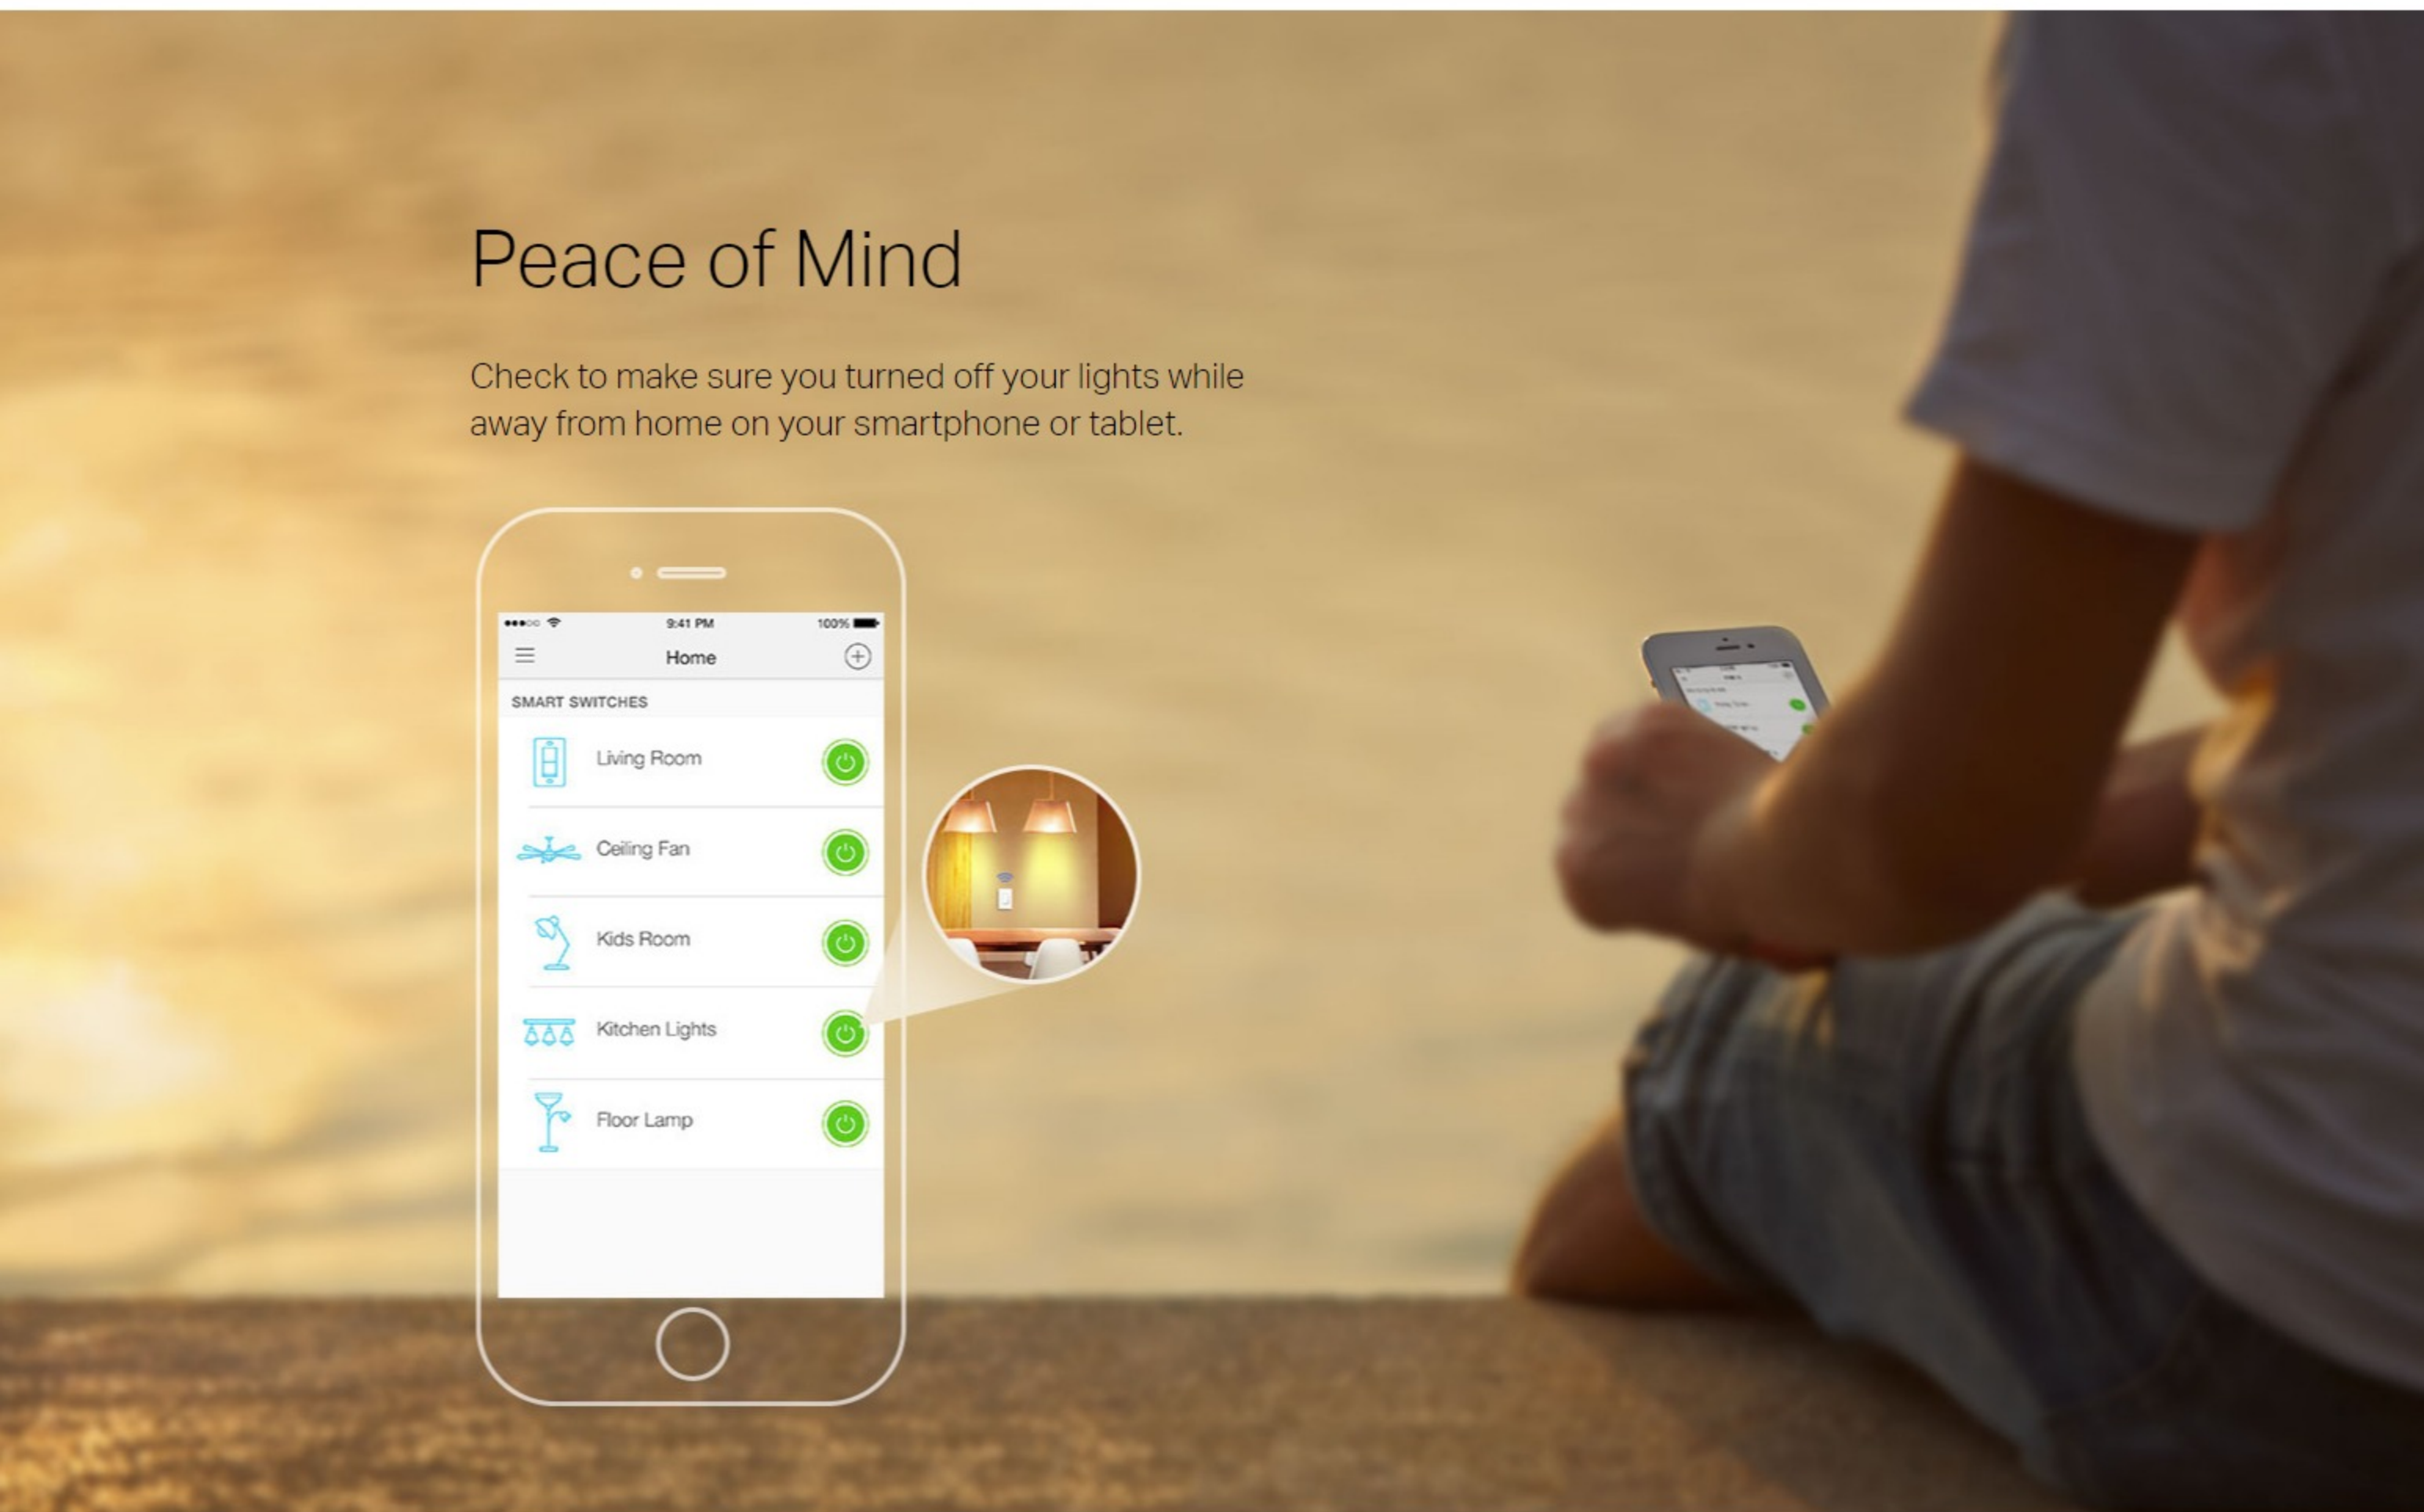 Peace of Mind
Check to make sure you turned off your lights while
away from home on your smartphone or tablet.
9:41 PM 100%
Home
SMART SWITCHES
Living Room
Ceiling Fan
Kids Room
Kitchen Lights
Floor Lamp